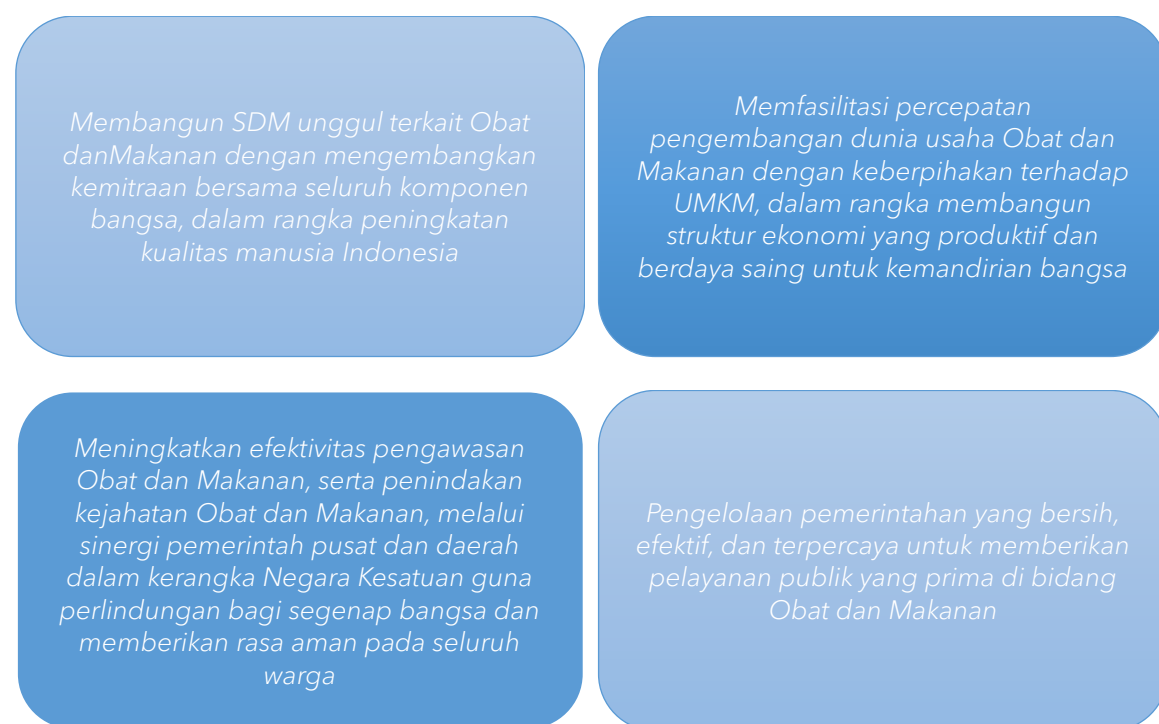 Membangun SDM unggul terkait Obat
danMakanan dengan mengembangkan
kemitraan bersama seluruh komponen
bangsa, dalam rangka peningkatan
kualitas manusia Indonesia
Memfasilitasi percepatan
pengembangan dunia usaha Obat dan
Makanan dengan keberpihakan terhadap
UMKM, dalam rangka membangun
struktur ekonomi yang produktif dan
berdaya saing untuk kemandirian bangsa
Meningkatkan efektivitas pengawasan
Obat dan Makanan, serta penindakan
kejahatan Obat dan Makanan, melalui
sinergi pemerintah pusat dan daerah
dalam kerangka Negara Kesatuan guna
perlindungan bagi segenap bangsa dan
memberikan rasa aman pada seluruh
warga
Pengelolaan pemerintahan yang bersih,
efektif, dan terpercaya untuk memberikan
pelayanan publik yang prima di bidang
Obat dan Makanan